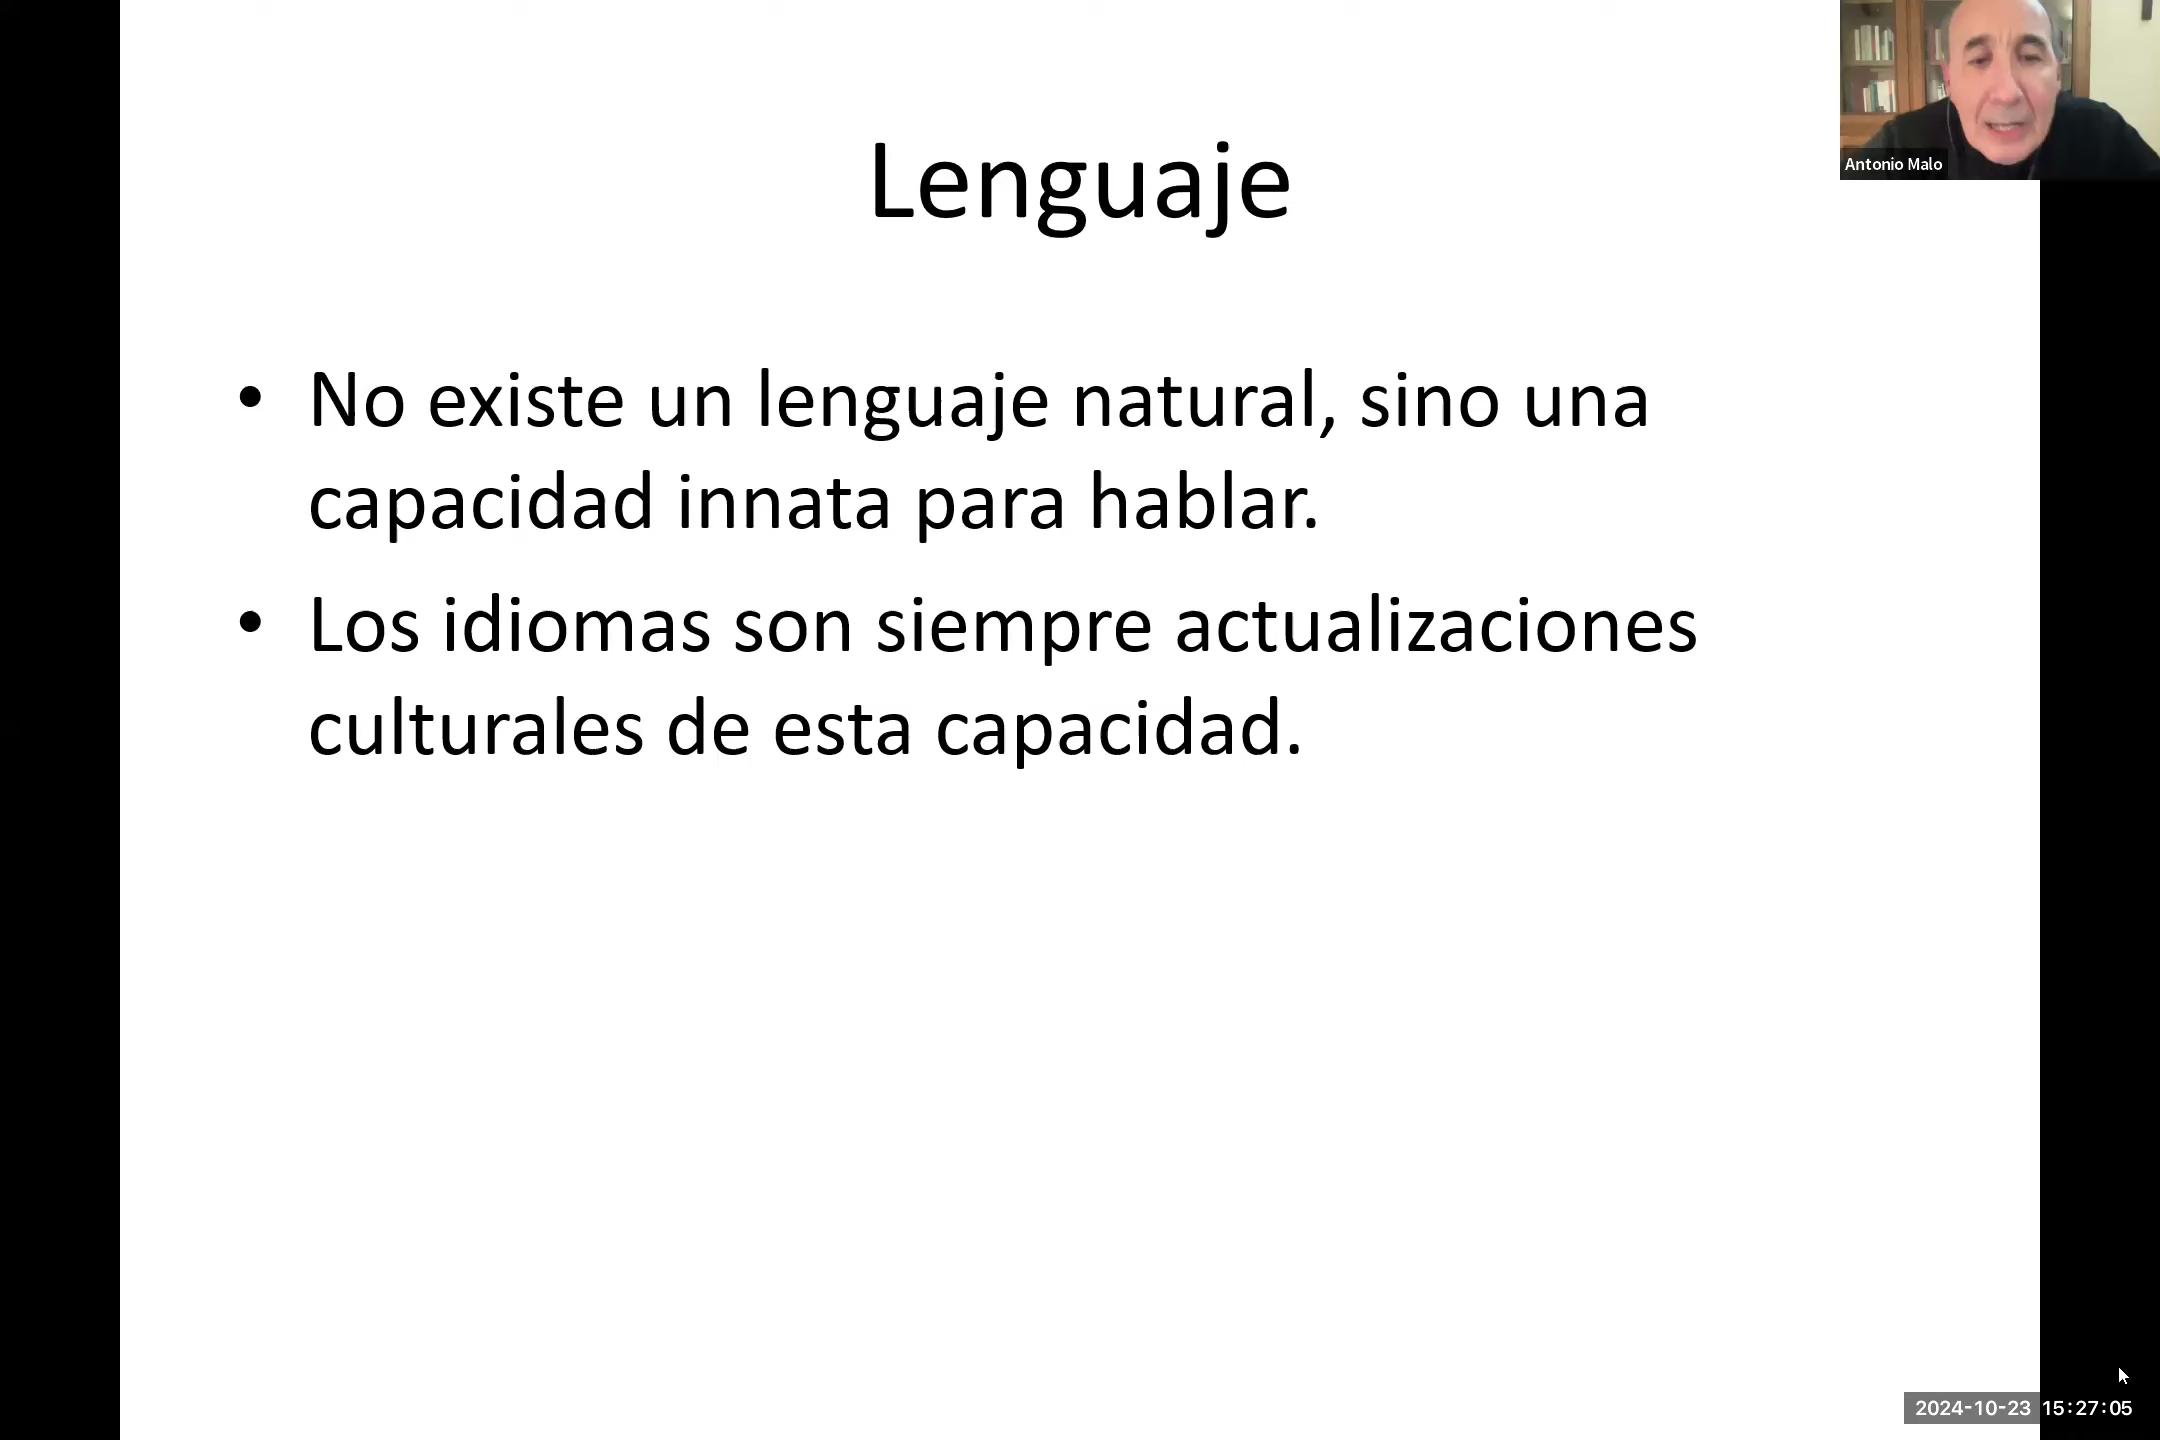 Lenguaje
Antonio Malo
• No existe un lenguaje natural, sino una
capacidad innata para hablar.
• Los idiomas son siempre actualizaciones
culturales de esta capacidad.
2024-10-23 15:27:05